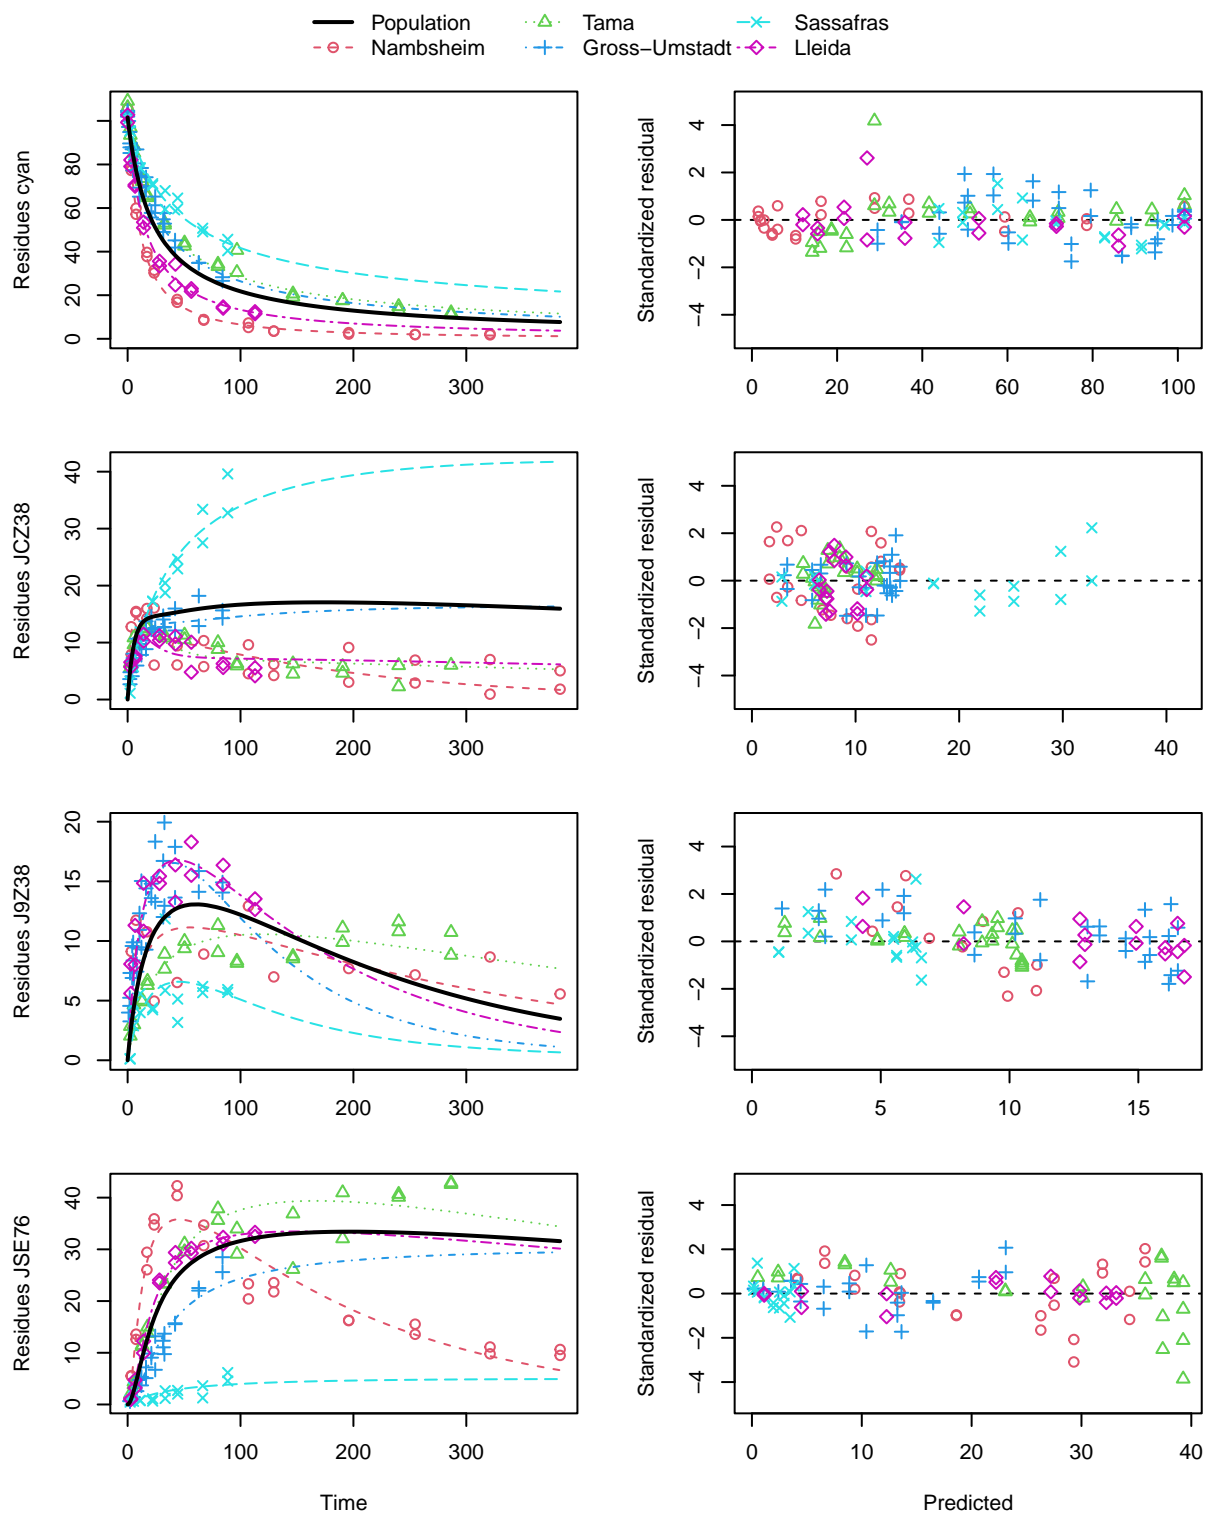 Population Tama Sassafras
Nambsheim Gross−Umstadt Lleida
Residues cyan
0 20 40 60 80
0 100 200 300
Standardized residual
−4 −2 0 2 4
0 20 40 60 80 100
Residues JCZ38
0 10 20 30 40
0 100 200 300
Standardized residual
−4 −2 0 2 4
0 10 20 30 40
Residues J9Z38
0 5 10 15 20
0 100 200 300
Standardized residual
−4 −2 0 2 4
0 5 10 15
Residues JSE76
0 10 20 30 40
0 100 200 300
Time
Standardized residual
−4 −2 0 2 4
0 10 20 30 40
Predicted